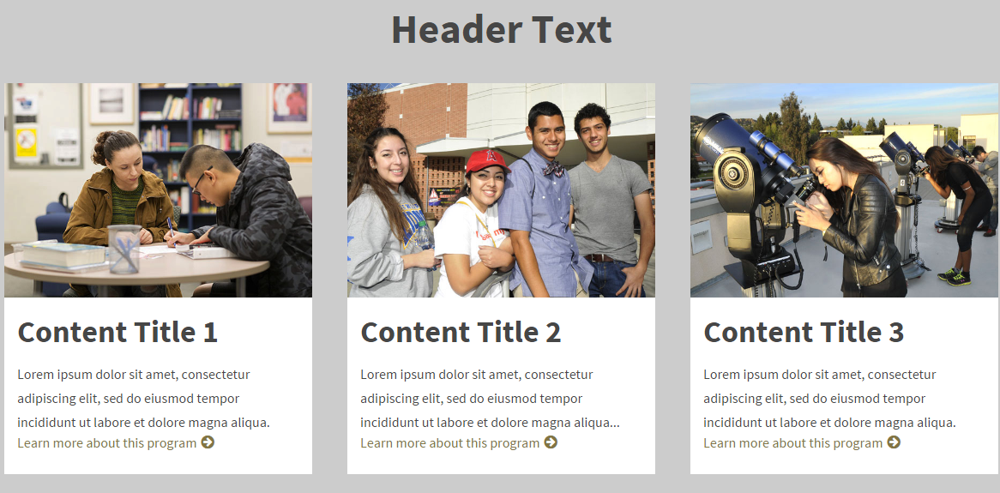 Header Text
Content Title 1
Lorem ipsum dolor sit amet, consectetur
adipiscing elit, sed do eiusmod tempor
incididunt ut labore et dolore magna aliqua.
Learn more about this program
Content Title 2
Lorem ipsum dolor sit amet, consectetur
adipiscing elit, sed do eiusmod tempor
incididunt ut labore et dolore magna aliqua...
Learn more about this program
Content Title 3
Lorem ipsum dolor sit amet, consectetur
adipiscing elit, sed do eiusmod tempor
incididunt ut labore et dolore magna aliqua.
Learn more about this program